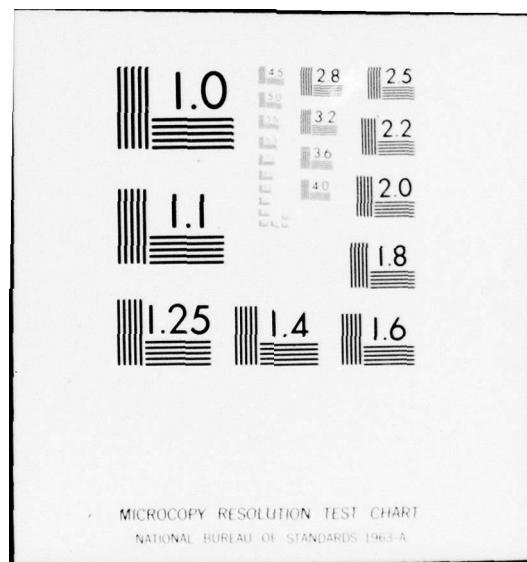 1.0
4.5 2.8 2.5
5.0 3.2 2.2
3.6
1.1
4.0 2.0
1.8
1.25 1.4 1.6
MICROCOPY RESOLUTION TEST CHART
NATIONAL BUREAU OF STANDARDS-1963-A